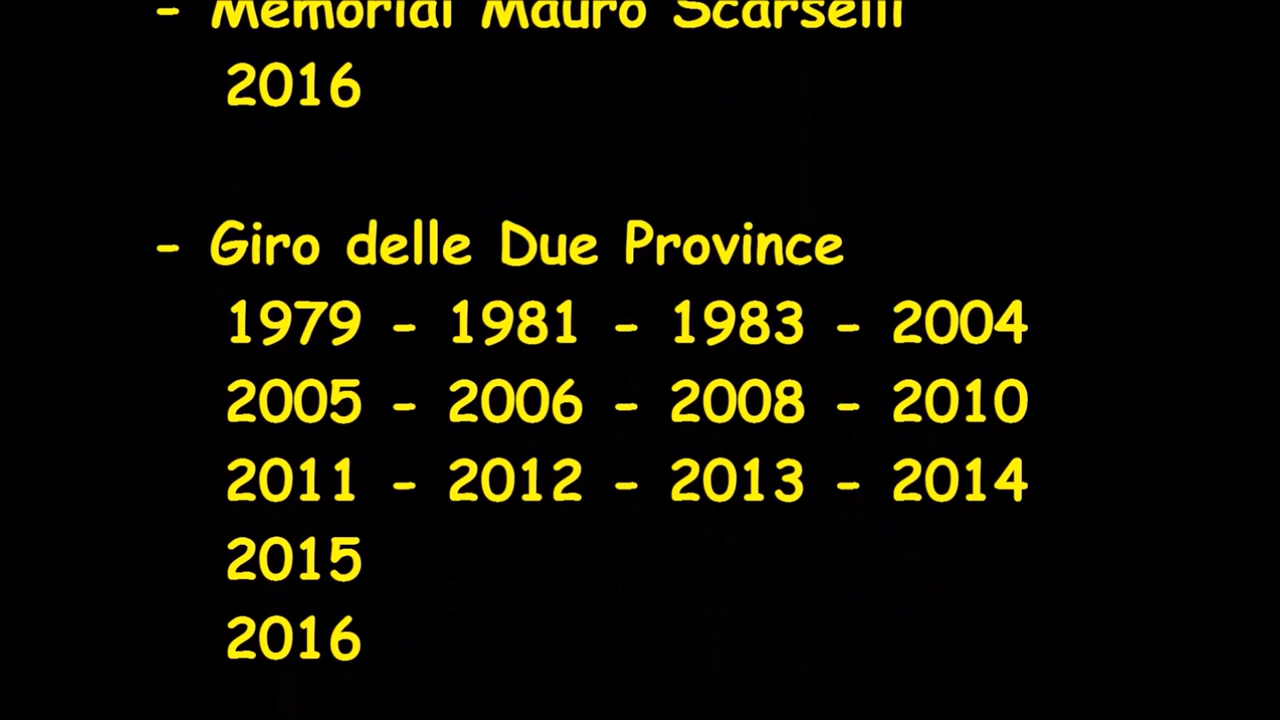 - Memorial Mauro Scarselli
2016
- Giro delle Due Province
1979 - 1981 - 1983 - 2004
2005 - 2006 - 2008 - 2010
2011 - 2012 - 2013 - 2014
2015
2016